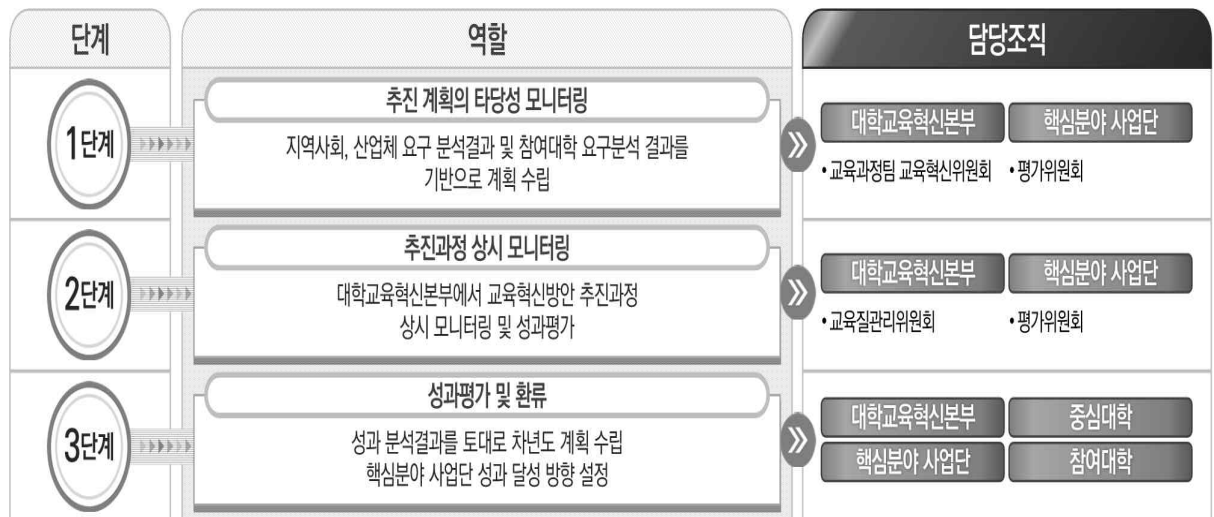 단계
역할
담당조직
1단계
추진 계획의 타당성 모니터링
지역사회, 산업체 요구 분석결과 및 참여대학 요구분석 결과를
기반으로 계획 수립
대학교육혁신본부
핵심분야 사업단
• 교육과정팀 교육혁신위원회
• 평가위원회
2단계
추진과정 상시 모니터링
대학교육혁신본부에서 교육혁신방안 추진과정
상시 모니터링 및 성과평가
대학교육혁신본부
핵심분야 사업단
• 교육질관리위원회
• 평가위원회
3단계
성과평가 및 환류
성과 분석결과를 토대로 차년도 계획 수립
핵심분야 사업단 성과 달성 방향 설정
대학교육혁신본부
중심대학
핵심분야 사업단
참여대학